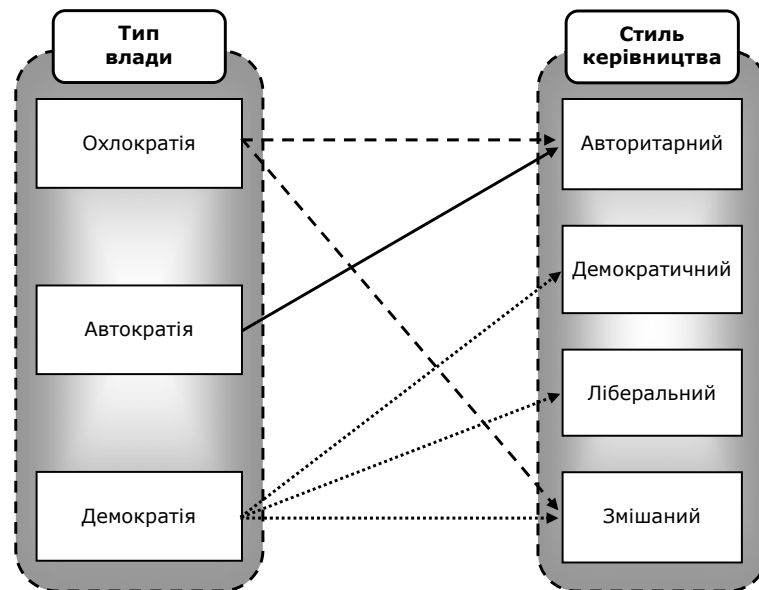 Тип
влади
Стиль
керівництва
Охлократія
Авторитарний
Демократичний
Автократія
Ліберальний
Демократія
Змішаний